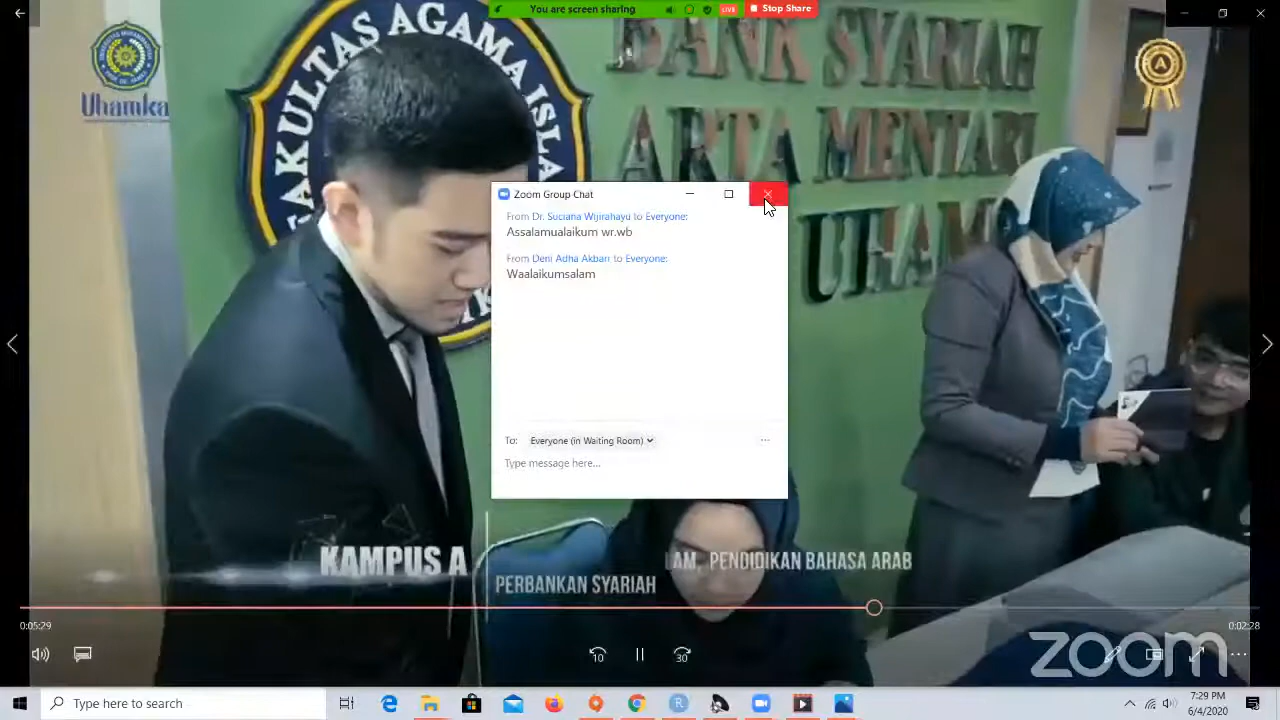 You are screen sharing
LIVE
Stop Share
Uhamka
FAKULTAS AGAMA ISLA
A
BANK SYARIAH
ARTA MENTARI
UHAM
Zoom Group Chat
From Dr. Suciana Wijirahayu to Everyone:
Assalamualaikum wr.wb
From Deni Adha Akbari to Everyone:
Waalaikumsalam
To: Everyone (in Waiting Room)
Type message here...
KAMPUS A
LAM, PENDIDIKAN BAHASA ARAB
PERBANKAN SYARIAH
0:05:29
0:02:28
10
30
zoom
Type here to search
7:29 PM
6/4/2020